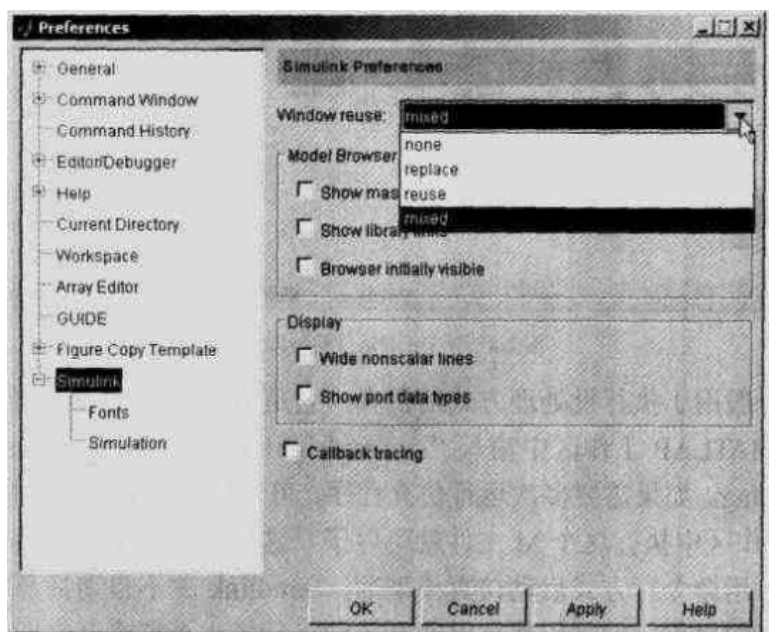 Preferences
General
Command Window
Command History
Editor/Debugger
Help
Current Directory
Workspace
Array Editor
GUIDE
Figure Copy Template
Simulink
Fonts
Simulation
Simulink Preferences
Window reuse: mixed
none
replace
reuse
mixed
Model Browser
Show mas
Show library links
Browser initially visible
Display
Wide nonscalar lines
Show port data types
Callback tracing
OK Cancel Apply Help